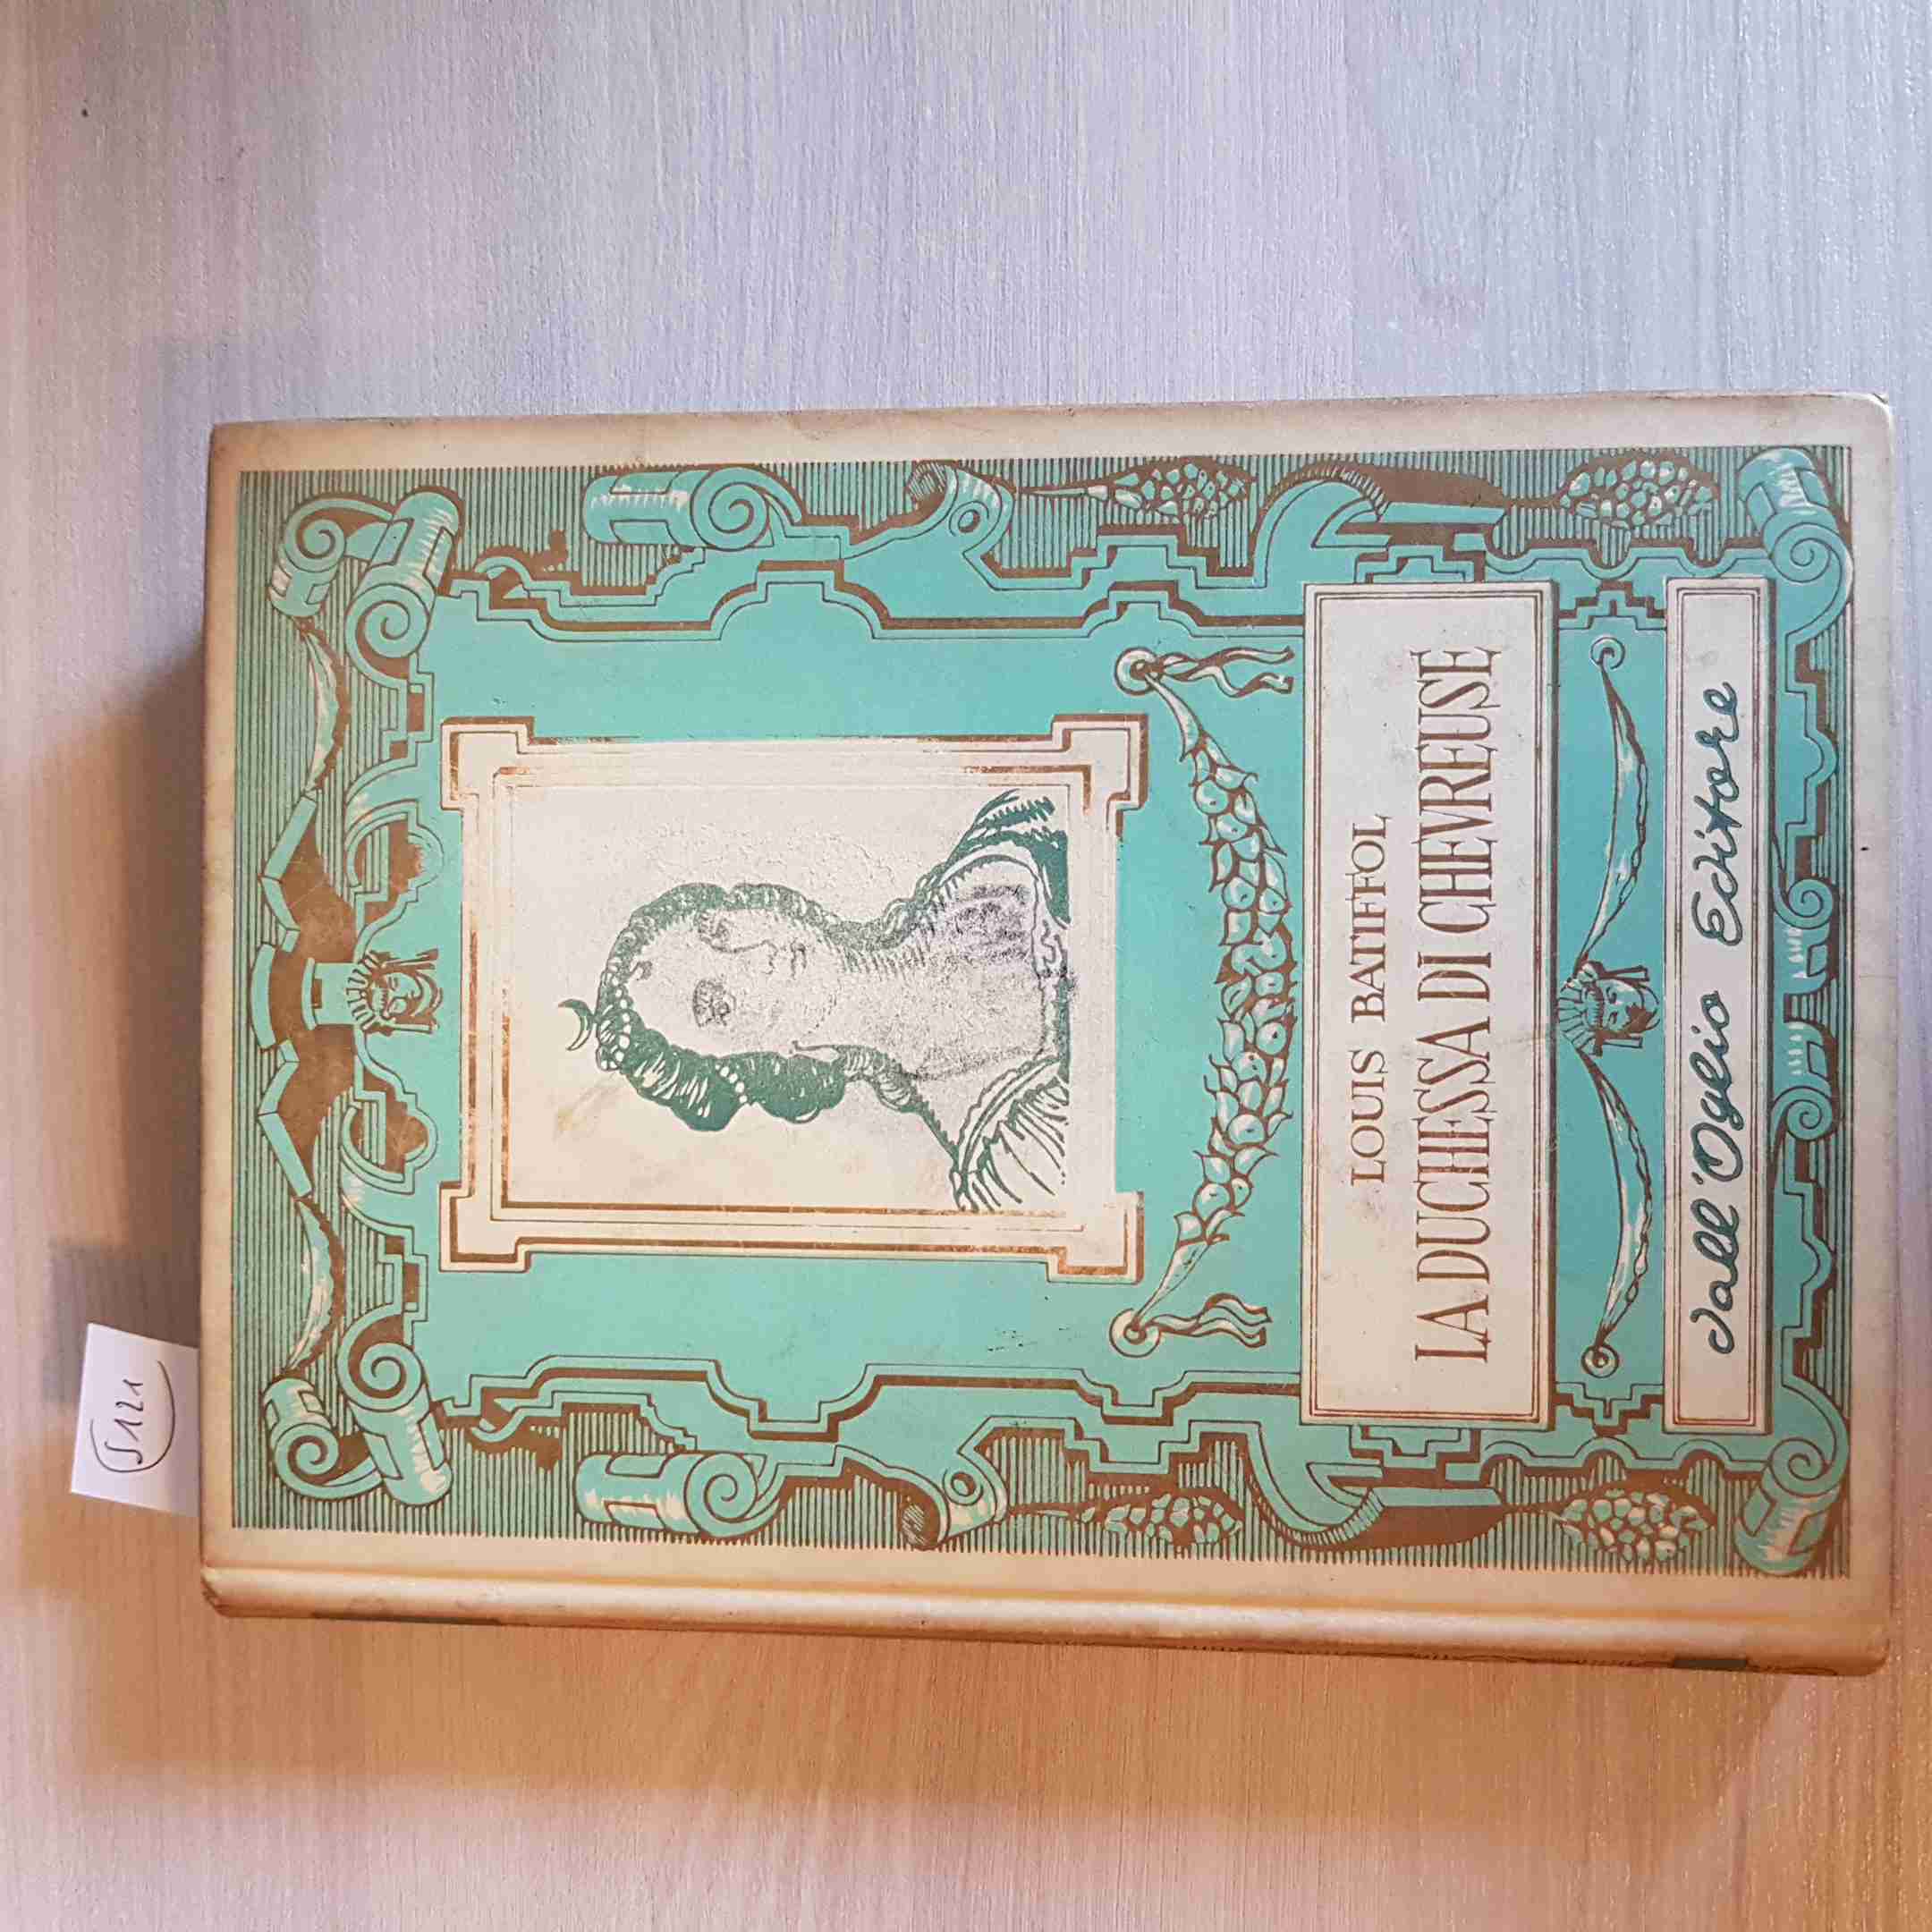 LOUIS BATIFFOL
LA DUCHESSA DI CHEVREUSE
dall'Oglio Editore
S121